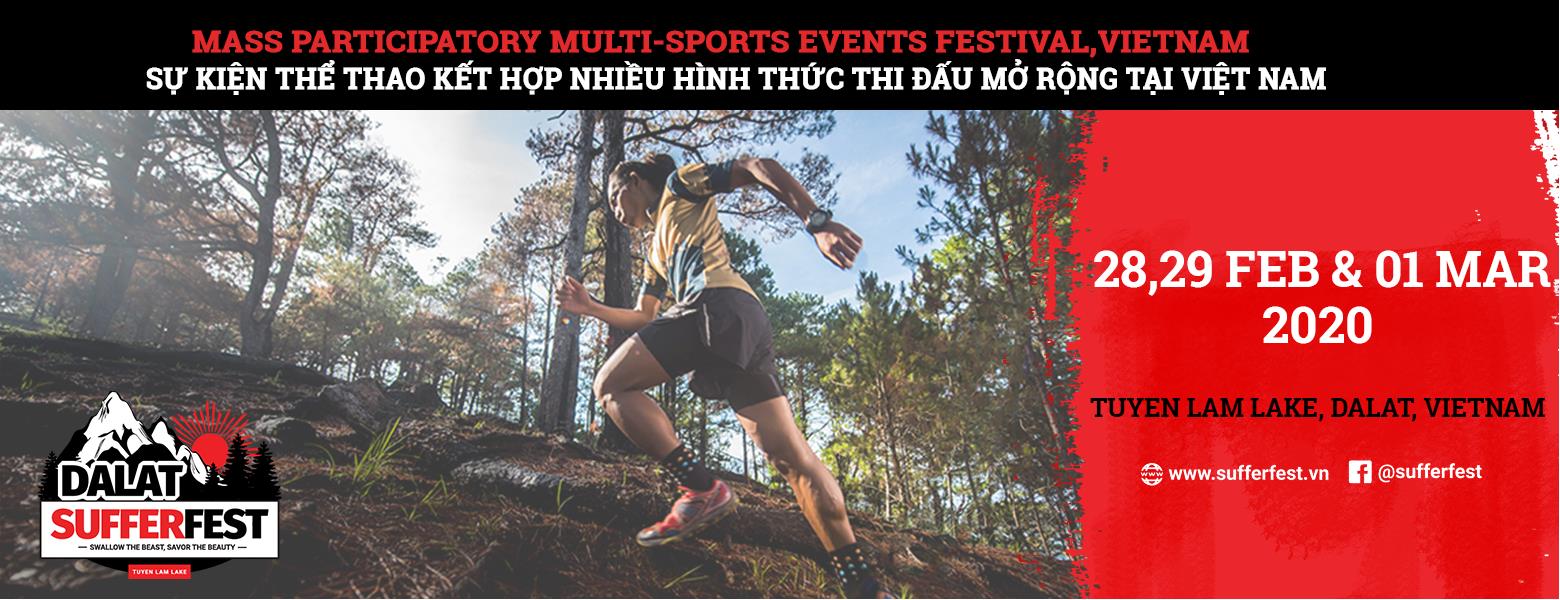 MASS PARTICIPATORY MULTI-SPORTS EVENTS FESTIVAL,VIETNAM
SỰ KIỆN THỂ THAO KẾT HỢP NHIỀU HÌNH THỨC THI ĐẤU MỞ RỘNG TẠI VIỆT NAM
28,29 FEB & 01 MAR
2020
TUYEN LAM LAKE, DALAT, VIETNAM
www.sufferfest.vn @sufferfest
DALAT
SUFFERFEST
— SWALLOW THE BEAST, SAVOR THE BEAUTY —
TUYEN LAM LAKE